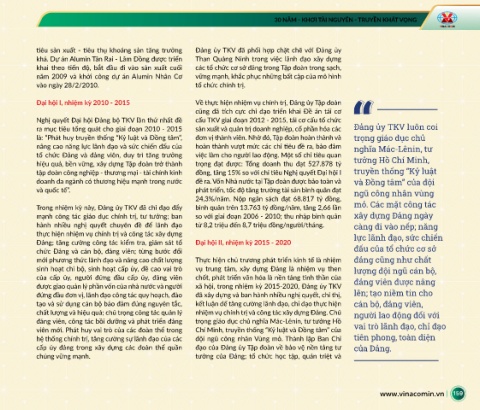 30 NĂM - KHƠI TÀI NGUYÊN - TRUYỀN KHÁT VỌNG
tiêu sản xuất - tiêu thụ khoáng sản tăng trưởng
khá. Dự án Alumin Tân Rai - Lâm Đồng được triển
khai theo tiến độ, bắt đầu đi vào sản xuất cuối
năm 2009 và khởi công dự án Alumin Nhân Cơ
vào ngày 28/2/2010.
Đại hội I, nhiệm kỳ 2010 - 2015
Nghị quyết Đại hội Đảng bộ TKV lần thứ nhất đề
ra mục tiêu tổng quát cho giai đoạn 2010 - 2015
là: "Phát huy truyền thống "Kỷ luật và Đồng tâm",
nâng cao năng lực lãnh đạo và sức chiến đấu của
tổ chức Đảng và đảng viên, duy trì tăng trưởng
hiệu quả, bền vững, xây dựng Tập đoàn trở thành
tập đoàn công nghiệp - thương mại - tài chính kinh
doanh đa ngành có thương hiệu mạnh trong nước
và quốc tế".
Trong nhiệm kỳ này, Đảng ủy TKV đã chỉ đạo đẩy
mạnh công tác giáo dục chính trị, tư tưởng; ban
hành nhiều nghị quyết chuyên đề để lãnh đạo
thực hiện nhiệm vụ chính trị và công tác xây dựng
Đảng; tăng cường công tác kiểm tra, giám sát tổ
chức Đảng và cán bộ, đảng viên; từng bước đổi
mới phương thức lãnh đạo và nâng cao chất lượng
sinh hoạt chi bộ, sinh hoạt cấp ủy, đề cao vai trò
của cấp ủy, người đứng đầu cấp ủy, đảng viên
được giao quản lý phần vốn của nhà nước và người
đứng đầu đơn vị, lãnh đạo công tác quy hoạch, đào
tạo và sử dụng cán bộ bảo đảm đúng nguyên tắc,
chất lượng và hiệu quả; chú trọng công tác quản lý
đảng viên, công tác bồi dưỡng và phát triển đảng
viên mới. Phát huy vai trò của các đoàn thể trong
hệ thống chính trị, tăng cường sự lãnh đạo của các
cấp ủy đảng trong xây dựng các đoàn thể quần
chúng vững mạnh.
Đảng ủy TKV đã phối hợp chặt chẽ với Đảng ủy
Than Quảng Ninh trong việc lãnh đạo xây dựng
các tổ chức cơ sở đảng trong Tập đoàn trong sạch,
vững mạnh, khắc phục những bất cập của mô hình
tổ chức chính trị.
Về thực hiện nhiệm vụ chính trị, Đảng ủy Tập đoàn
cũng đã tích cực chỉ đạo triển khai Đề án tái cơ
cấu TKV giai đoạn 2012 - 2015, tái cơ cấu tổ chức
sản xuất và quản trị doanh nghiệp, cổ phần hóa các
đơn vị thành viên. Nhờ đó, Tập đoàn hoàn thành và
hoàn thành vượt mức các chỉ tiêu đề ra, bảo đảm
việc làm cho người lao động. Một số chỉ tiêu quan
trọng đạt được: Tổng doanh thu đạt 527.878 tỷ
đồng, tăng 15% so với chỉ tiêu Nghị quyết Đại hội I
đề ra. Vốn Nhà nước tại Tập đoàn được bảo toàn và
phát triển, tốc độ tăng trưởng tài sản bình quân đạt
24,3%/năm. Nộp ngân sách đạt 68.817 tỷ đồng,
bình quân trên 13.763 tỷ đồng/năm, tăng 2,66 lần
so với giai đoạn 2006 - 2010; thu nhập bình quân
từ 8,2 triệu đến 8,7 triệu đồng/người/tháng.
Đại hội II, nhiệm kỳ 2015 - 2020
Thực hiện chủ trương phát triển kinh tế là nhiệm
vụ trung tâm, xây dựng Đảng là nhiệm vụ then
chốt, phát triển văn hóa là nền tảng tinh thần của
xã hội, trong nhiệm kỳ 2015-2020, Đảng ủy TKV
đã xây dựng và ban hành nhiều nghị quyết, chỉ thị,
kết luận để tăng cường lãnh đạo, chỉ đạo thực hiện
nhiệm vụ chính trị và công tác xây dựng Đảng. Chú
trọng giáo dục chủ nghĩa Mác-Lênin, tư tưởng Hồ
Chí Minh, truyền thống "Kỷ luật và Đồng tâm" của
đội ngũ công nhân Vùng mỏ. Thành lập Ban Chỉ
đạo của Đảng ủy Tập đoàn về bảo vệ nền tảng tư
tưởng của Đảng; tổ chức học tập, quán triệt và
Đảng ủy TKV luôn coi
trọng giáo dục chủ
nghĩa Mác-Lênin, tư
tưởng Hồ Chí Minh,
truyền thống "Kỷ luật
và Đồng tâm" của đội
ngũ công nhân vùng
mỏ. Các mặt công tác
xây dựng Đảng ngày
càng đi vào nếp; năng
lực lãnh đạo, sức chiến
đấu của tổ chức cơ sở
đảng cũng như chất
lượng đội ngũ cán bộ,
đảng viên được nâng
lên; tạo niềm tin cho
cán bộ, đảng viên,
người lao động đối với
vai trò lãnh đạo, chỉ đạo
tiên phong, toàn diện
của Đảng.
www.vinacomin.vn | 159